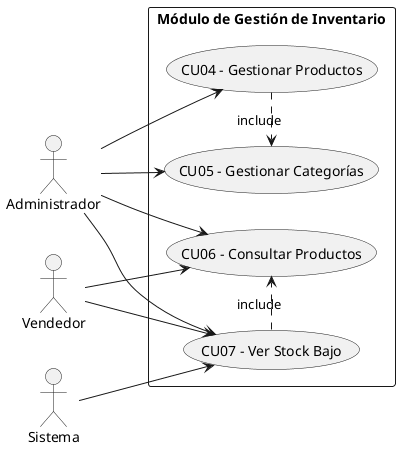 Módulo de Gestión de Inventario
CU04 - Gestionar Productos
include
CU05 - Gestionar Categorías
Administrador
CU06 - Consultar Productos
include
Vendedor
CU07 - Ver Stock Bajo
Sistema